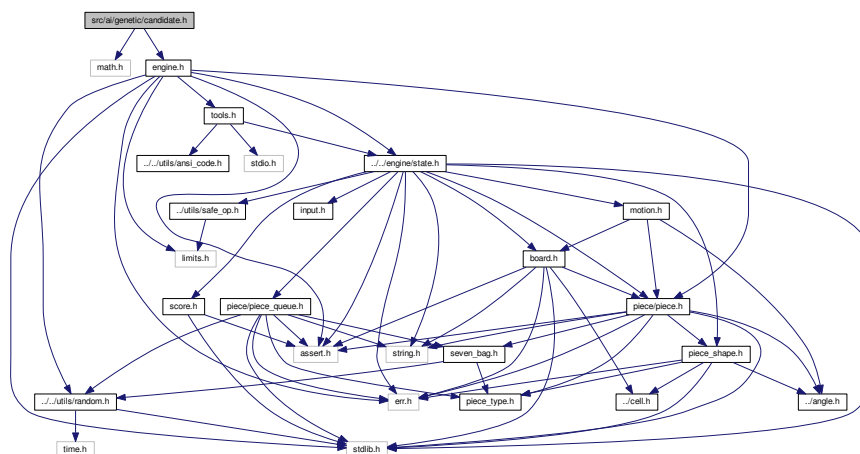 src/ai/genetic/candidate.h
math.h
engine.h
tools.h
../../utils/ansi_code.h
stdio.h
../../engine/state.h
../utils/safe_op.h
input.h
motion.h
limits.h
board.h
score.h
piece/piece_queue.h
piece/piece.h
assert.h
string.h
seven_bag.h
piece_shape.h
../../utils/random.h
err.h
piece_type.h
../cell.h
../angle.h
time.h
stdlib.h